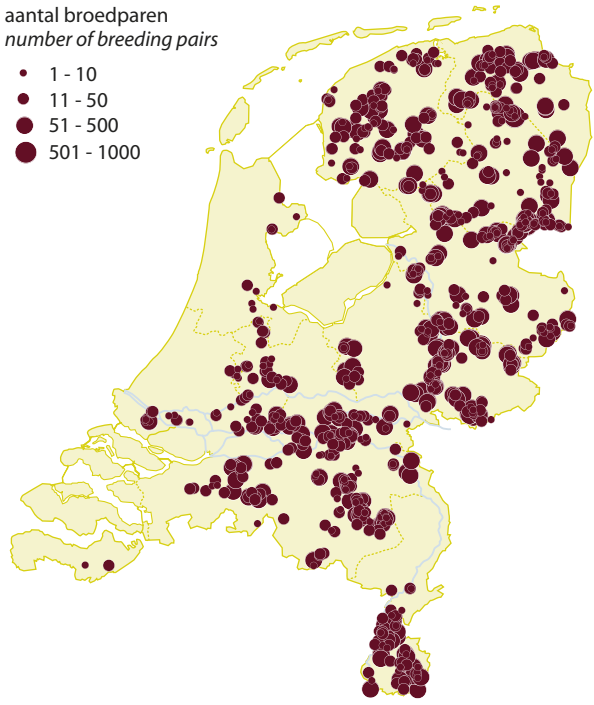 aantal broedparen
number of breeding pairs
1 - 10
11 - 50
51 - 500
501 - 1000